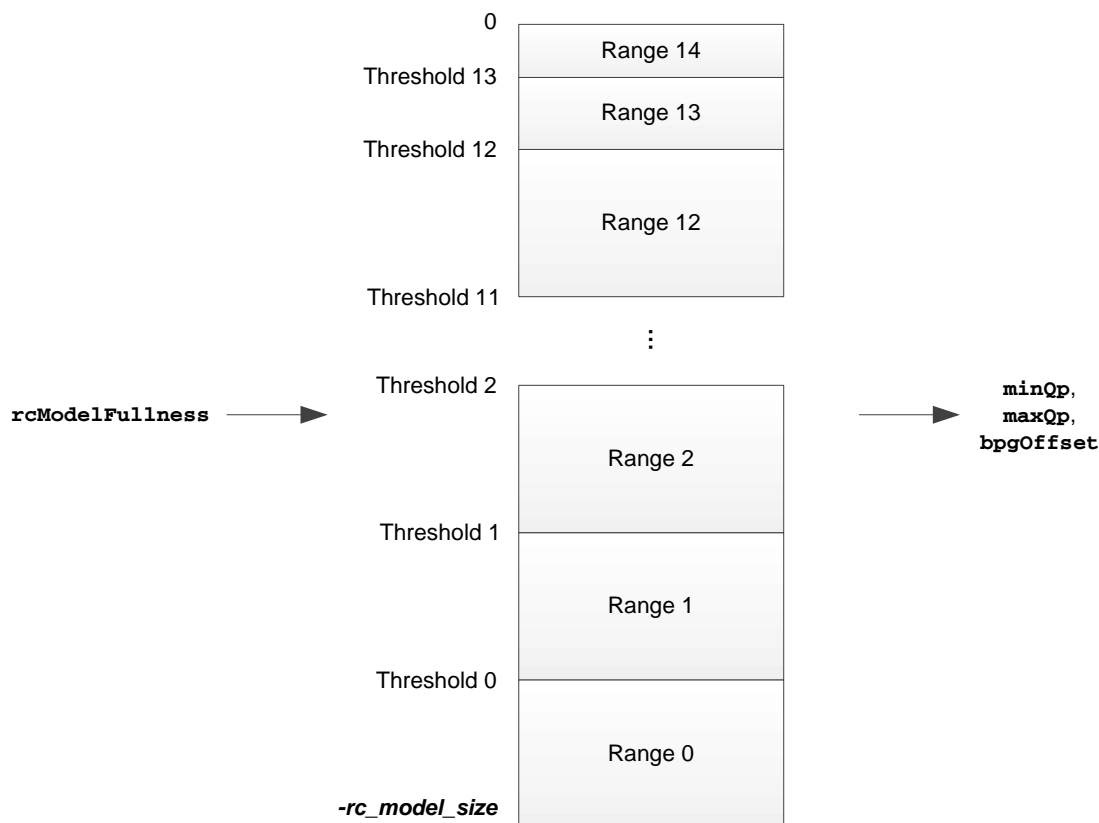 0
Range 14
Threshold 13
Range 13
Threshold 12
Range 12
Threshold 11
⋮
Threshold 2
rcModelFullness
minQp,
maxQp,
bpgOffset
Range 2
Threshold 1
Range 1
Threshold 0
Range 0
-rc_model_size